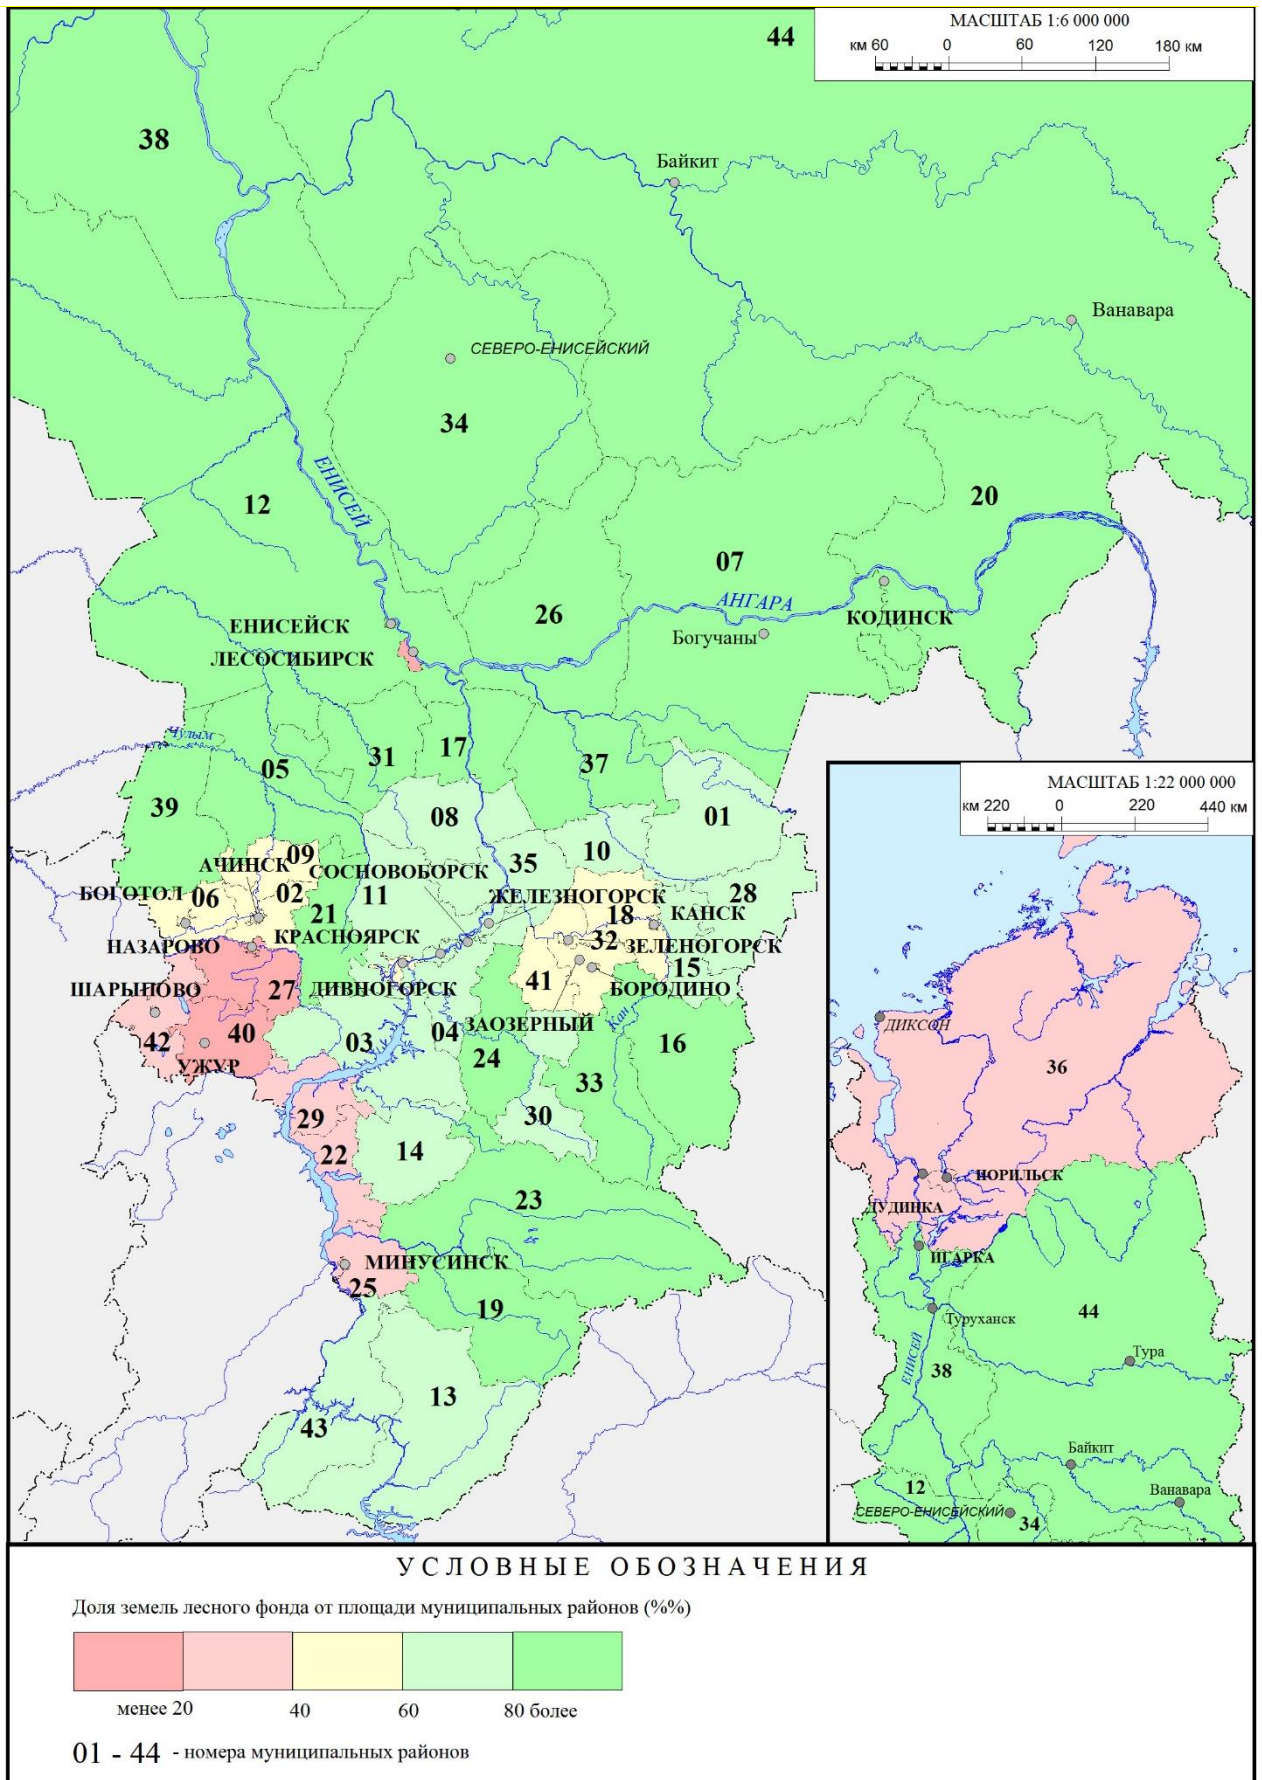 МАСШТАБ 1:6 000 000
км 60 0 60 120 180 км
44
38
Байкит
Ванавара
СЕВЕРО-ЕНИСЕЙСКИЙ
34
ЕНИСЕЙ
12
20
07
АНГАРА
26
КОДИНСК
Богучаны
ЕНИСЕЙСК
ЛЕСОСИБИРСК
Чулым
05
31
17
37
39
08
01
10
09
АЧИНСК
СОСНОВОБОРСК
35
ЖЕЛЕЗНОГОРСК
БОГОТОЛ
06
02
11
28
21
18
КАНСК
КРАСНОЯРСК
НАЗАРОВО
32
ЗЕЛЕНОГОРСК
15
ШАРЫПОВО
27
ДИВНОГОРСК
41
БОРОДИНО
ЗАОЗЕРНЫЙ
Кан
42
40
УЖУР
03
04
24
16
33
29
30
22
14
23
МИНУСИНСК
25
19
13
43
МАСШТАБ 1:22 000 000
км 220 0 220 440 км
ДИКСОН
36
НОРИЛЬСК
ДУДИНКА
ИГАРКА
44
Туруханск
ЕНИСЕЙ
Тура
38
Байкит
12
Ванавара
СЕВЕРО-ЕНИСЕЙСКИЙ
34
УСЛОВНЫЕ ОБОЗНАЧЕНИЯ
Доля земель лесного фонда от площади муниципальных районов (%%)
менее 20 40 60 80 более
01 - 44 - номера муниципальных районов